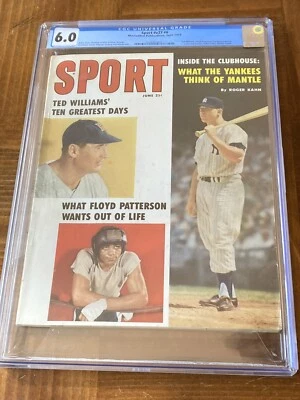 CGC UNIVERSAL GRADE
6.0
SPORT
JUNE 25¢
TED WILLIAMS'
TEN GREATEST DAYS
INSIDE THE CLUBHOUSE:
WHAT THE YANKEES
THINK OF MANTLE
By ROGER KAHN
WHAT FLOYD PATTERSON
WANTS OUT OF LIFE